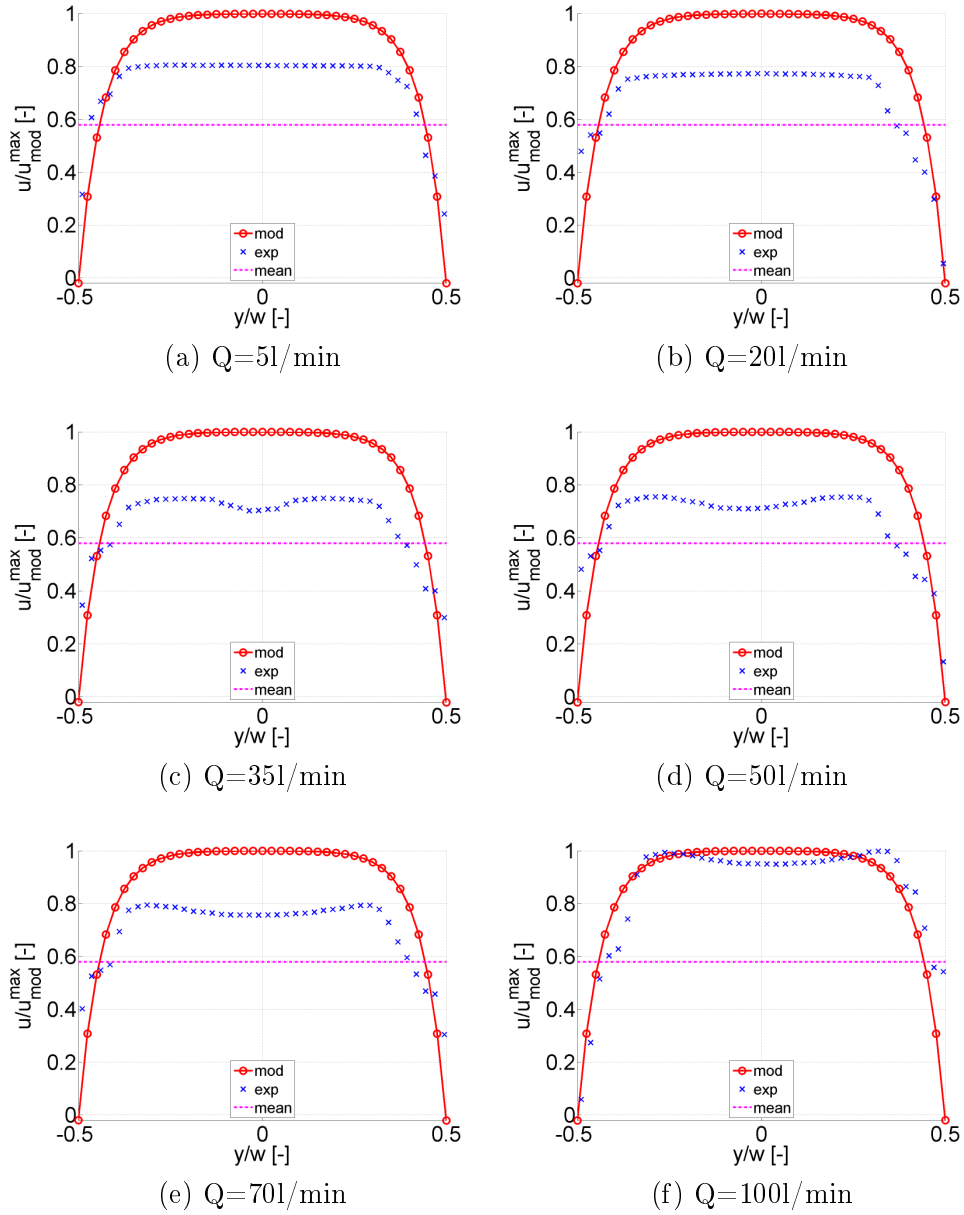 1
0.8
0.6
0.4
0.2
0
u/u_mod^max [-]
mod
exp
mean
-0.5 0 0.5
y/w [-]
(a) Q=5l/min
1
0.8
0.6
0.4
0.2
0
u/u_mod^max [-]
mod
exp
mean
-0.5 0 0.5
y/w [-]
(b) Q=20l/min
1
0.8
0.6
0.4
0.2
0
u/u_mod^max [-]
mod
exp
mean
-0.5 0 0.5
y/w [-]
(c) Q=35l/min
1
0.8
0.6
0.4
0.2
0
u/u_mod^max [-]
mod
exp
mean
-0.5 0 0.5
y/w [-]
(d) Q=50l/min
1
0.8
0.6
0.4
0.2
0
u/u_mod^max [-]
mod
exp
mean
-0.5 0 0.5
y/w [-]
(e) Q=70l/min
1
0.8
0.6
0.4
0.2
0
u/u_mod^max [-]
mod
exp
mean
-0.5 0 0.5
y/w [-]
(f) Q=100l/min